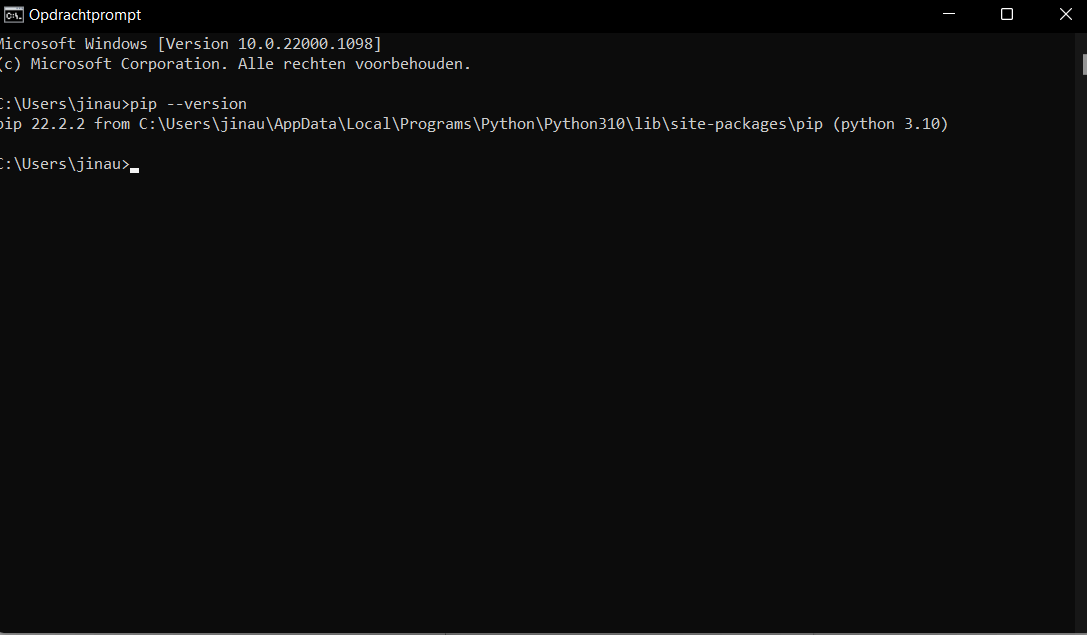 Opdrachtprompt
Microsoft Windows [Version 10.0.22000.1098]
(c) Microsoft Corporation. Alle rechten voorbehouden.
C:\Users\jinau>pip --version
pip 22.2.2 from C:\Users\jinau\AppData\Local\Programs\Python\Python310\lib\site-packages\pip (python 3.10)
C:\Users\jinau>